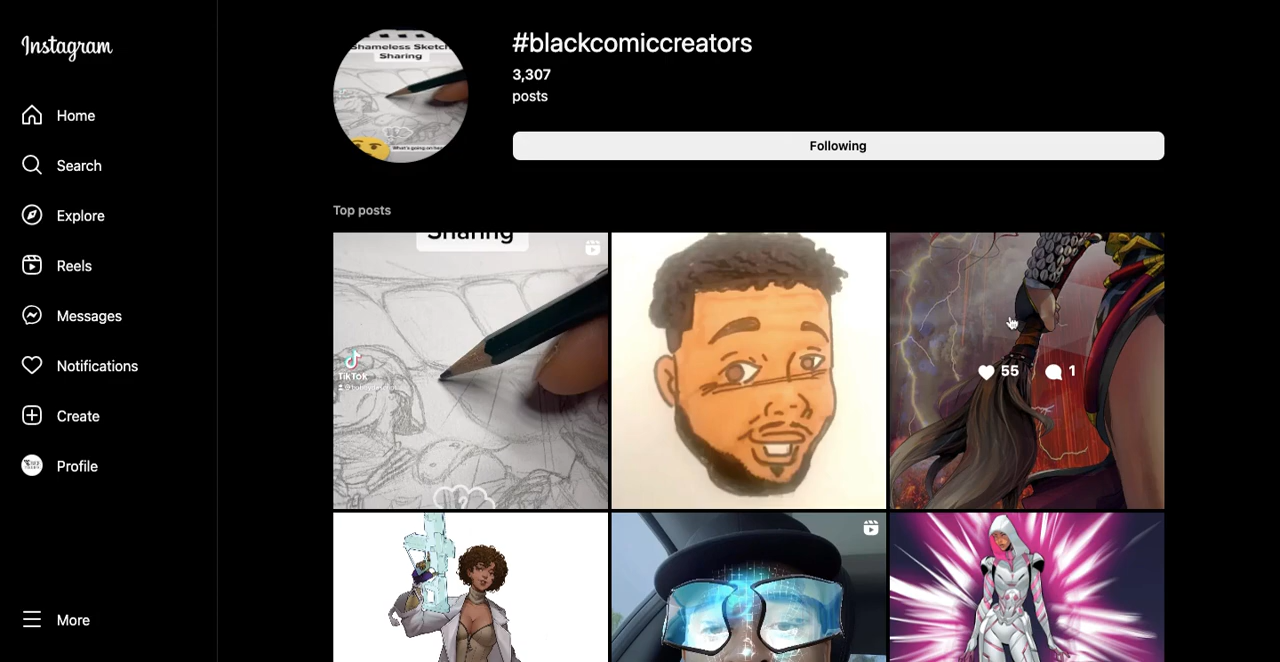 Instagram
Home
Search
Explore
Reels
Messages
Notifications
Create
Profile
More
Shameless Sketch
Sharing
#blackcomiccreators
3,307
posts
Following
Top posts
Sharing
TikTok
55
1